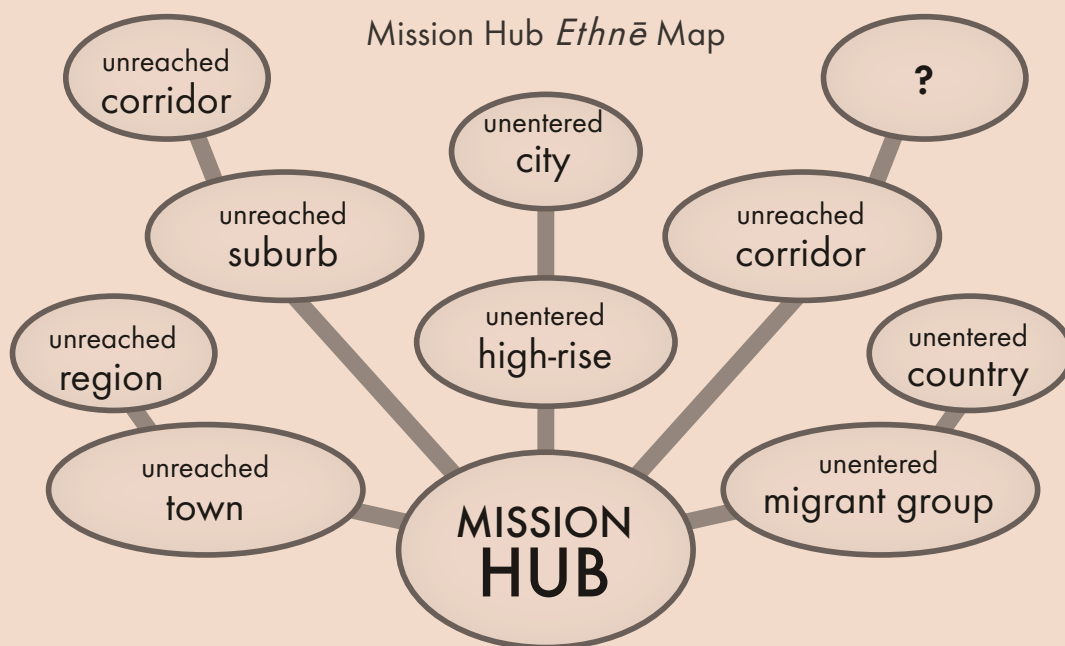 Mission Hub Ethnē Map
unreached
corridor
?
unentered
city
unreached
suburb
unreached
corridor
unentered
high-rise
unreached
region
unentered
country
unreached
town
unentered
migrant group
MISSION
HUB